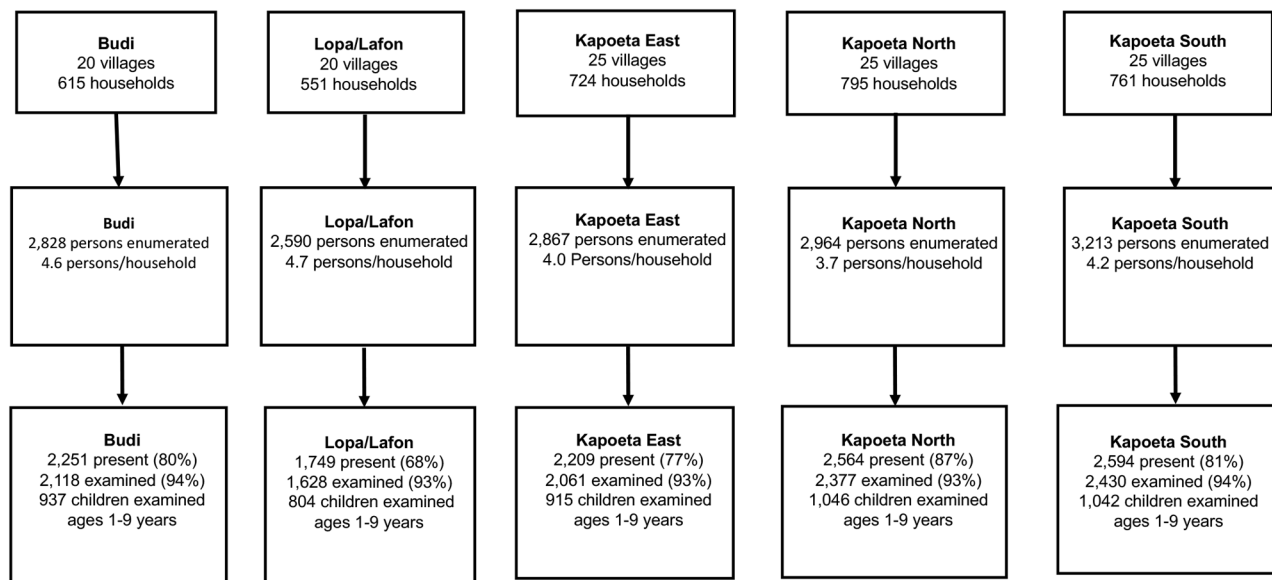 Budi
20 villages
615 households
Lopa/Lafon
20 villages
551 households
Kapoeta East
25 villages
724 households
Kapoeta North
25 villages
795 households
Kapoeta South
25 villages
761 households
Budi
2,828 persons enumerated
4.6 persons/household
Lopa/Lafon
2,590 persons enumerated
4.7 persons/household
Kapoeta East
2,867 persons enumerated
4.0 Persons/household
Kapoeta North
2,964 persons enumerated
3.7 persons/household
Kapoeta South
3,213 persons enumerated
4.2 persons/household
Budi
2,251 present (80%)
2,118 examined (94%)
937 children examined
ages 1-9 years
Lopa/Lafon
1,749 present (68%)
1,628 examined (93%)
804 children examined
ages 1-9 years
Kapoeta East
2,209 present (77%)
2,061 examined (93%)
915 children examined
ages 1-9 years
Kapoeta North
2,564 present (87%)
2,377 examined (93%)
1,046 children examined
ages 1-9 years
Kapoeta South
2,594 present (81%)
2,430 examined (94%)
1,042 children examined
ages 1-9 years